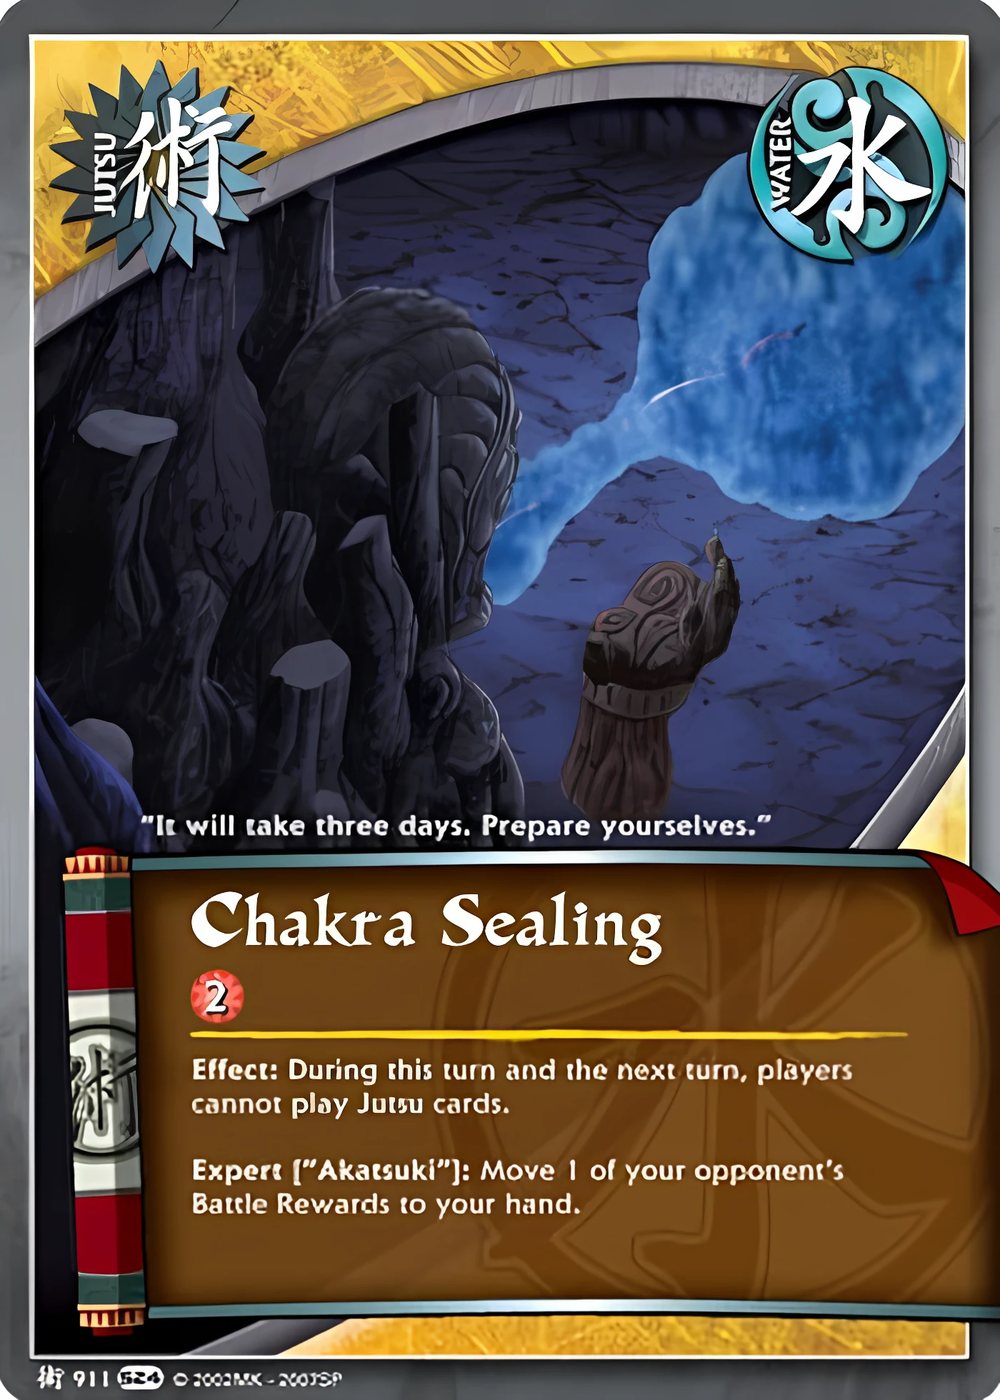 JUTSU
術
WATER
水
"It will take three days. Prepare yourselves."
Chakra Sealing
2
Effect: During this turn and the next turn, players
cannot play Jutsu cards.
Expert ["Akatsuki"]: Move 1 of your opponent's
Battle Rewards to your hand.
術
術 911